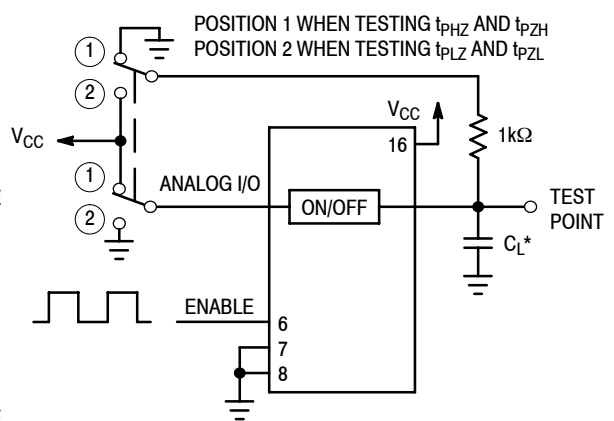 POSITION 1 WHEN TESTING tPHZ AND tPZH
POSITION 2 WHEN TESTING tPLZ AND tPZL
1
2
VCC
VCC
16
1kΩ
1
ANALOG I/O
ON/OFF
TEST
POINT
2
CL*
ENABLE
6
7
8